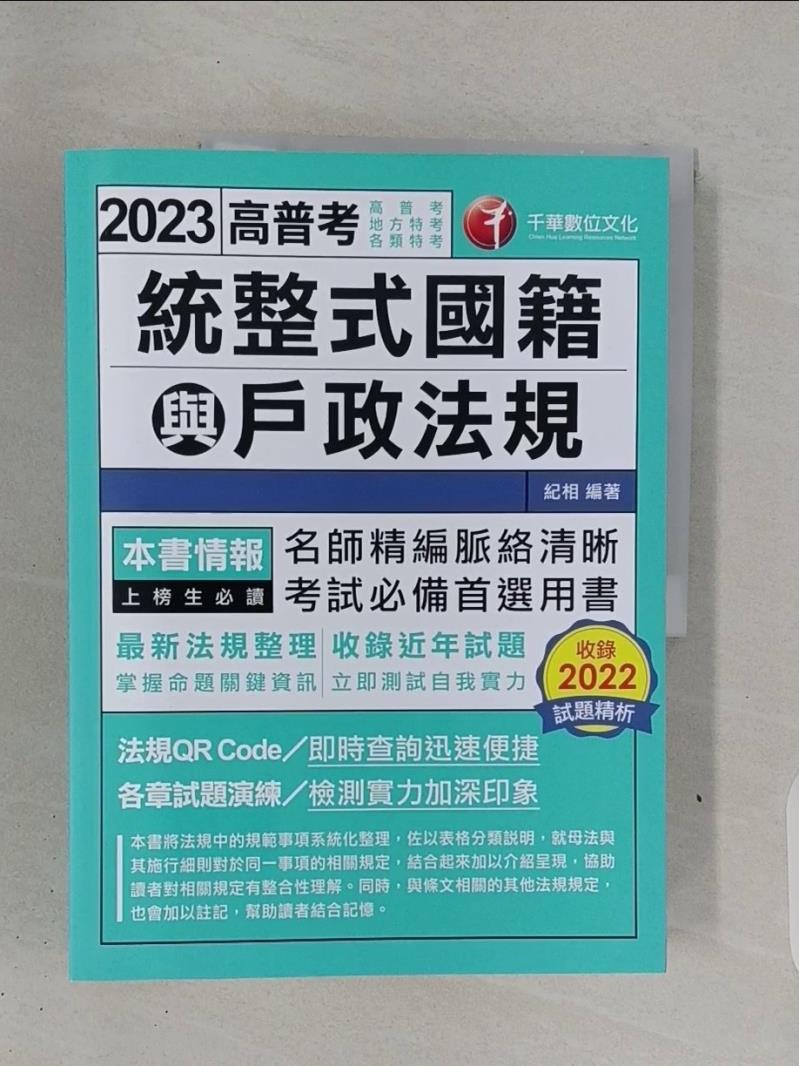 2023
高普考
高普考
地方特考
各類特考
千華數位文化
Chien Hua Learning Resources Network
統整式國籍
與戶政法規
紀相 編著
本書情報
上榜生必讀
名師精編脈絡清晰
考試必備首選用書
最新法規整理
掌握命題關鍵資訊
收錄近年試題
立即測試自我實力
收錄
2022
試題精析
法規QR Code／即時查詢迅速便捷
各章試題演練／檢測實力加深印象
本書將法規中的規範事項系統化整理，佐以表格分類說明，就母法與
其施行細則對於同一事項的相關規定，結合起來加以介紹呈現，協助
讀者對相關規定有整合性理解。同時，與條文相關的其他法規規定，
也會加以註記，幫助讀者結合記憶。